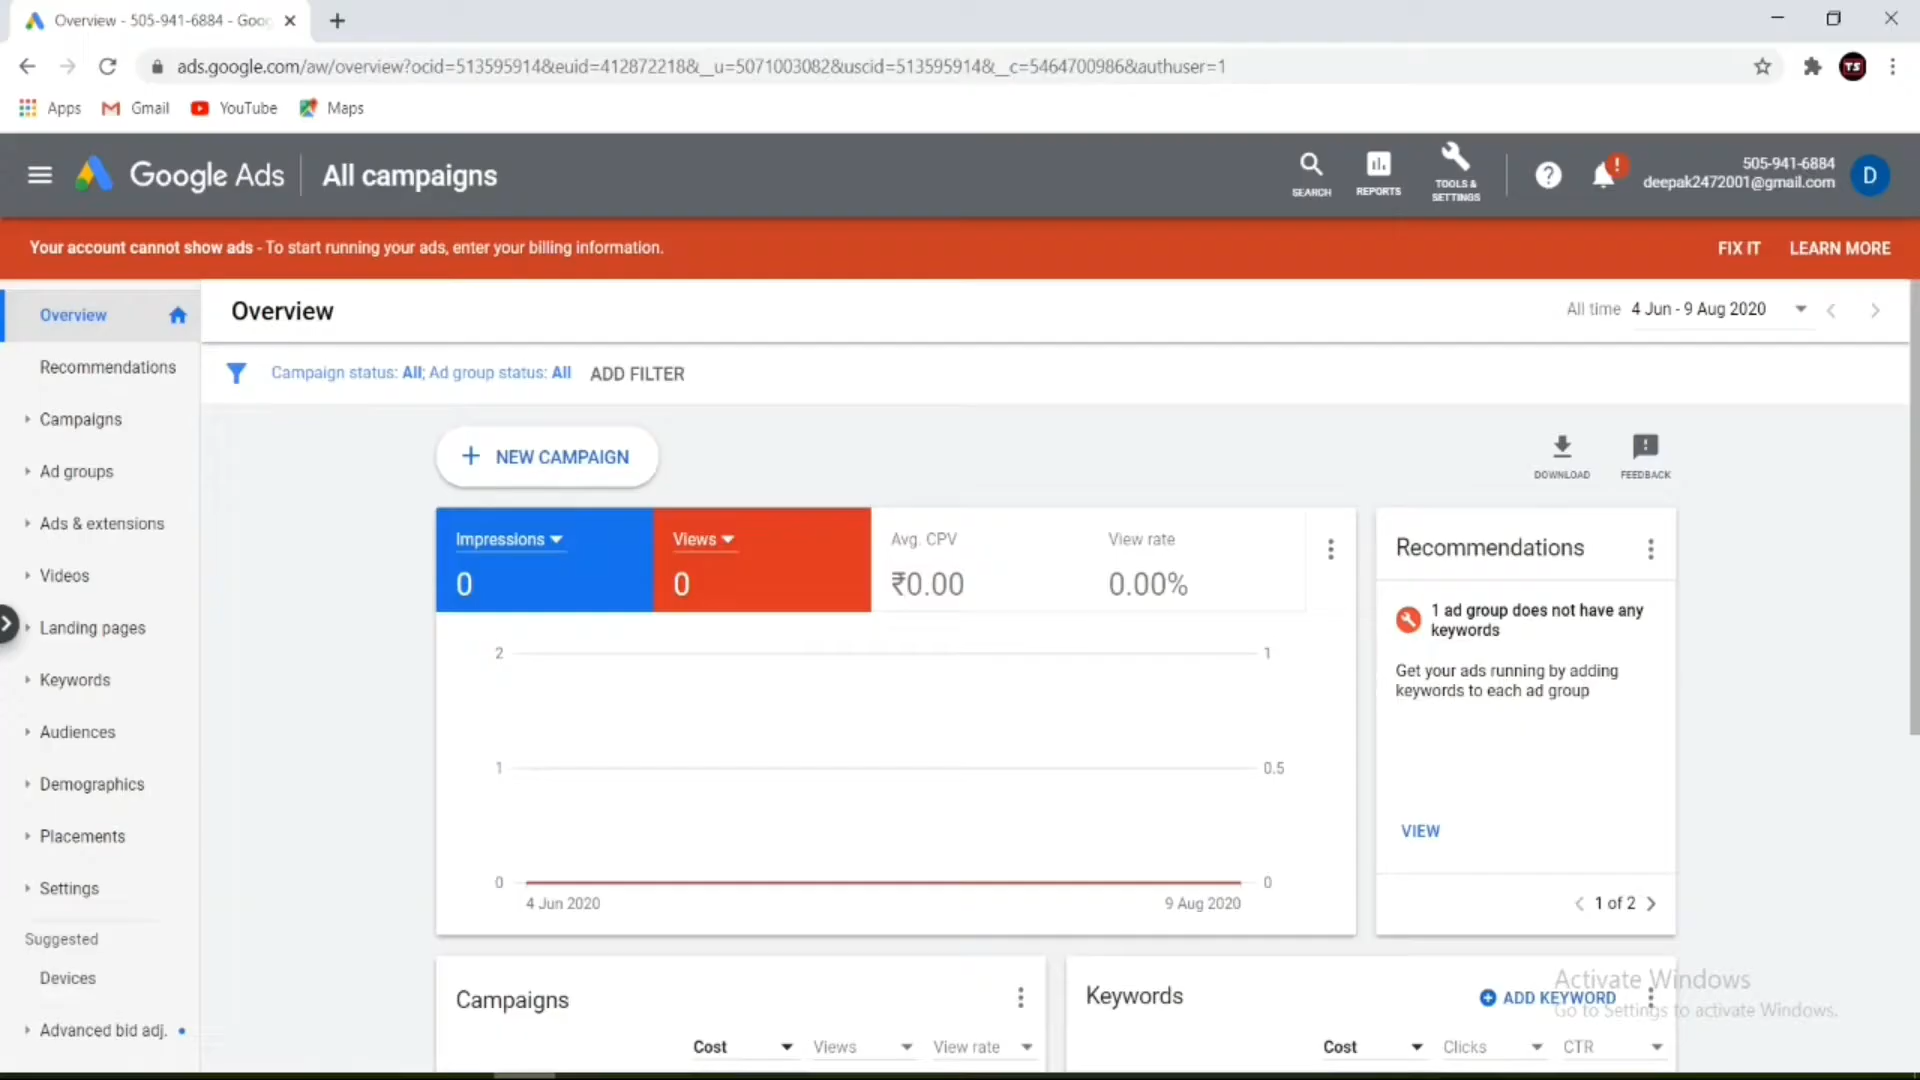 Overview - 505-941-6884 - Goog
ads.google.com/aw/overview?ocid=513595914&euid=412872218&__u=5071003082&uscid=513595914&__c=5464700986&authuser=1
TS
Apps
Gmail
YouTube
Maps
Google Ads
All campaigns
SEARCH
REPORTS
TOOLS &
SETTINGS
?
!
505-941-6884
deepak2472001@gmail.com
D
Your account cannot show ads - To start running your ads, enter your billing information.
FIX IT
LEARN MORE
Overview
Recommendations
Campaigns
Ad groups
Ads & extensions
Videos
Landing pages
Keywords
Audiences
Demographics
Placements
Settings
Suggested
Devices
Advanced bid adj.
Overview
All time 4 Jun - 9 Aug 2020
Campaign status: All; Ad group status: All
ADD FILTER
+ NEW CAMPAIGN
DOWNLOAD
FEEDBACK
Impressions
0
Views
0
Avg. CPV
₹0.00
View rate
0.00%
2
1
1
0.5
0
0
4 Jun 2020
9 Aug 2020
Recommendations
1 ad group does not have any
keywords
Get your ads running by adding
keywords to each ad group
VIEW
1 of 2
Campaigns
Cost
Views
View rate
Keywords
ADD KEYWORD
Cost
Clicks
CTR
Activate Windows
Go to Settings to activate Windows.